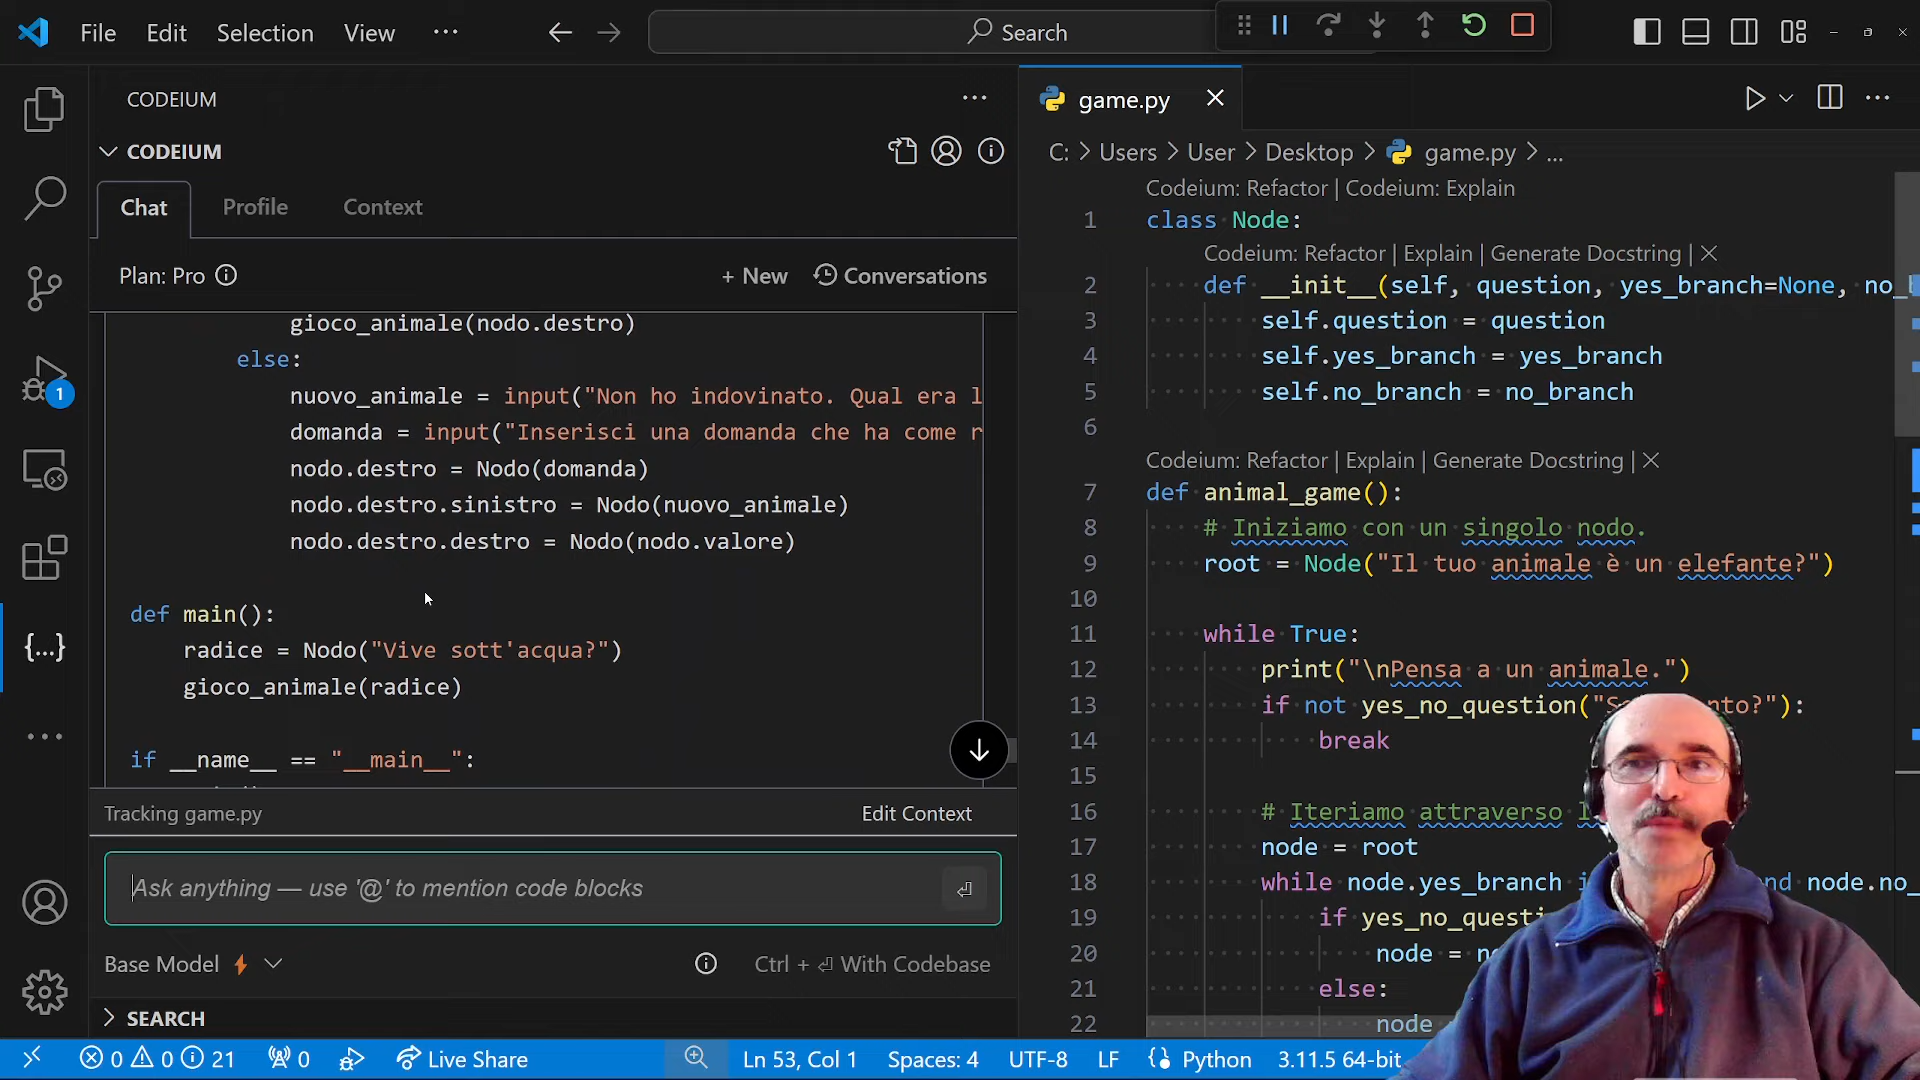 File Edit Selection View
Search
CODEIUM
CODEIUM
Chat Profile Context
Plan: Pro + New Conversations
gioco_animale(nodo.destro)
else:
nuovo_animale = input("Non ho indovinato. Qual era l
domanda = input("Inserisci una domanda che ha come r
nodo.destro = Nodo(domanda)
nodo.destro.sinistro = Nodo(nuovo_animale)
nodo.destro.destro = Nodo(nodo.valore)
def main():
radice = Nodo("Vive sott'acqua?")
gioco_animale(radice)
if __name__ == "__main__":
Tracking game.py Edit Context
Ask anything — use '@' to mention code blocks
Base Model Ctrl + ⏎ With Codebase
SEARCH
1
game.py
C: > Users > User > Desktop > game.py > ...
Codeium: Refactor | Codeium: Explain
1 class Node:
Codeium: Refactor | Explain | Generate Docstring | ×
2 def __init__(self, question, yes_branch=None, no_
3 self.question = question
4 self.yes_branch = yes_branch
5 self.no_branch = no_branch
6
Codeium: Refactor | Explain | Generate Docstring | ×
7 def animal_game():
8 # Iniziamo con un singolo nodo.
9 root = Node("Il tuo animale è un elefante?")
10
11 while True:
12 print("\nPensa a un animale.")
13 if not yes_no_question("S nto?"):
14 break
15
16 # Iteriamo attraverso l
17 node = root
18 while node.yes_branch i nd node.no_
19 if yes_no_questi
20 node = n
21 else:
22 node
0 0 21 0 Live Share Ln 53, Col 1 Spaces: 4 UTF-8 LF Python 3.11.5 64-bit